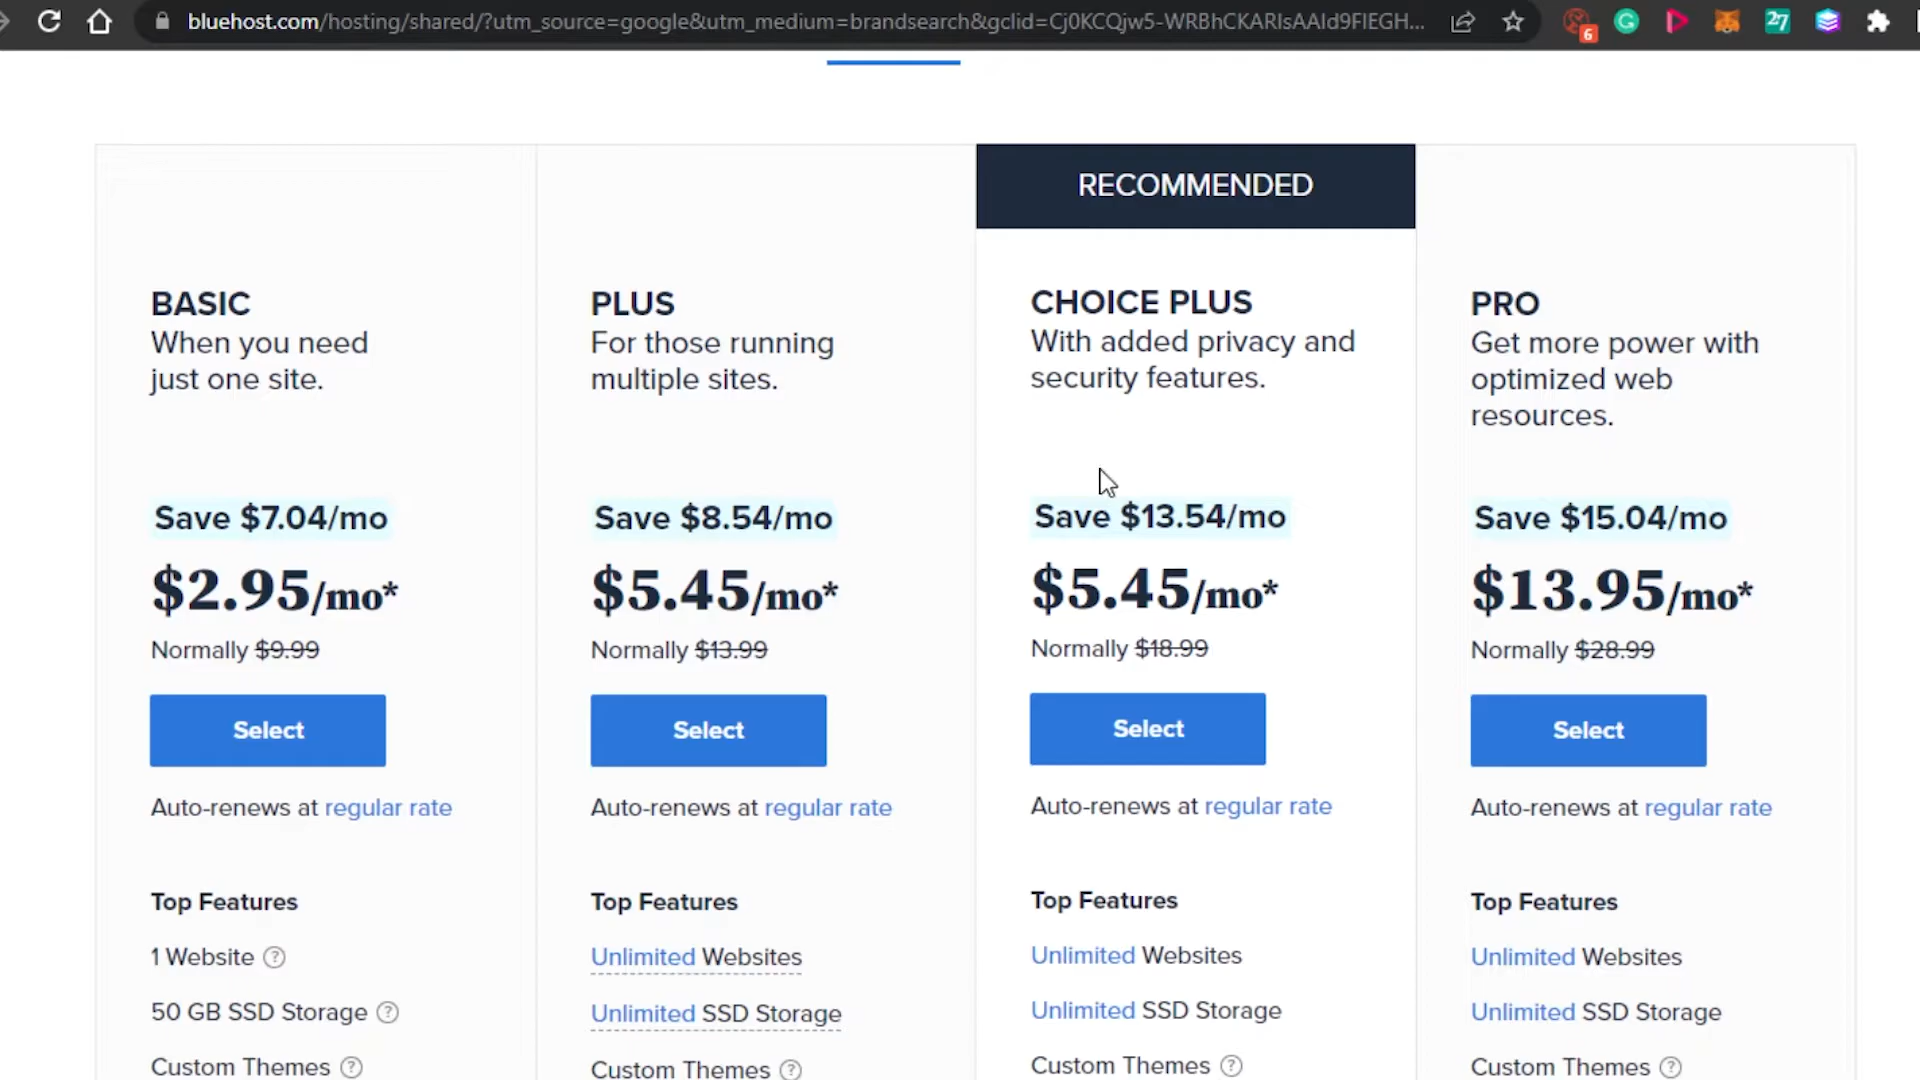 bluehost.com/hosting/shared/?utm_source=google&utm_medium=brandsearch&gclid=Cj0KCQjw5-WRBhCKARIsAAId9FlEGH...
6
27
RECOMMENDED
BASIC
When you need
just one site.
Save $7.04/mo
$2.95/mo*
Normally $9.99
Select
Auto-renews at regular rate
Top Features
1 Website ?
50 GB SSD Storage ?
Custom Themes ?
PLUS
For those running
multiple sites.
Save $8.54/mo
$5.45/mo*
Normally $13.99
Select
Auto-renews at regular rate
Top Features
Unlimited Websites
Unlimited SSD Storage
Custom Themes ?
CHOICE PLUS
With added privacy and
security features.
Save $13.54/mo
$5.45/mo*
Normally $18.99
Select
Auto-renews at regular rate
Top Features
Unlimited Websites
Unlimited SSD Storage
Custom Themes ?
PRO
Get more power with
optimized web
resources.
Save $15.04/mo
$13.95/mo*
Normally $28.99
Select
Auto-renews at regular rate
Top Features
Unlimited Websites
Unlimited SSD Storage
Custom Themes ?